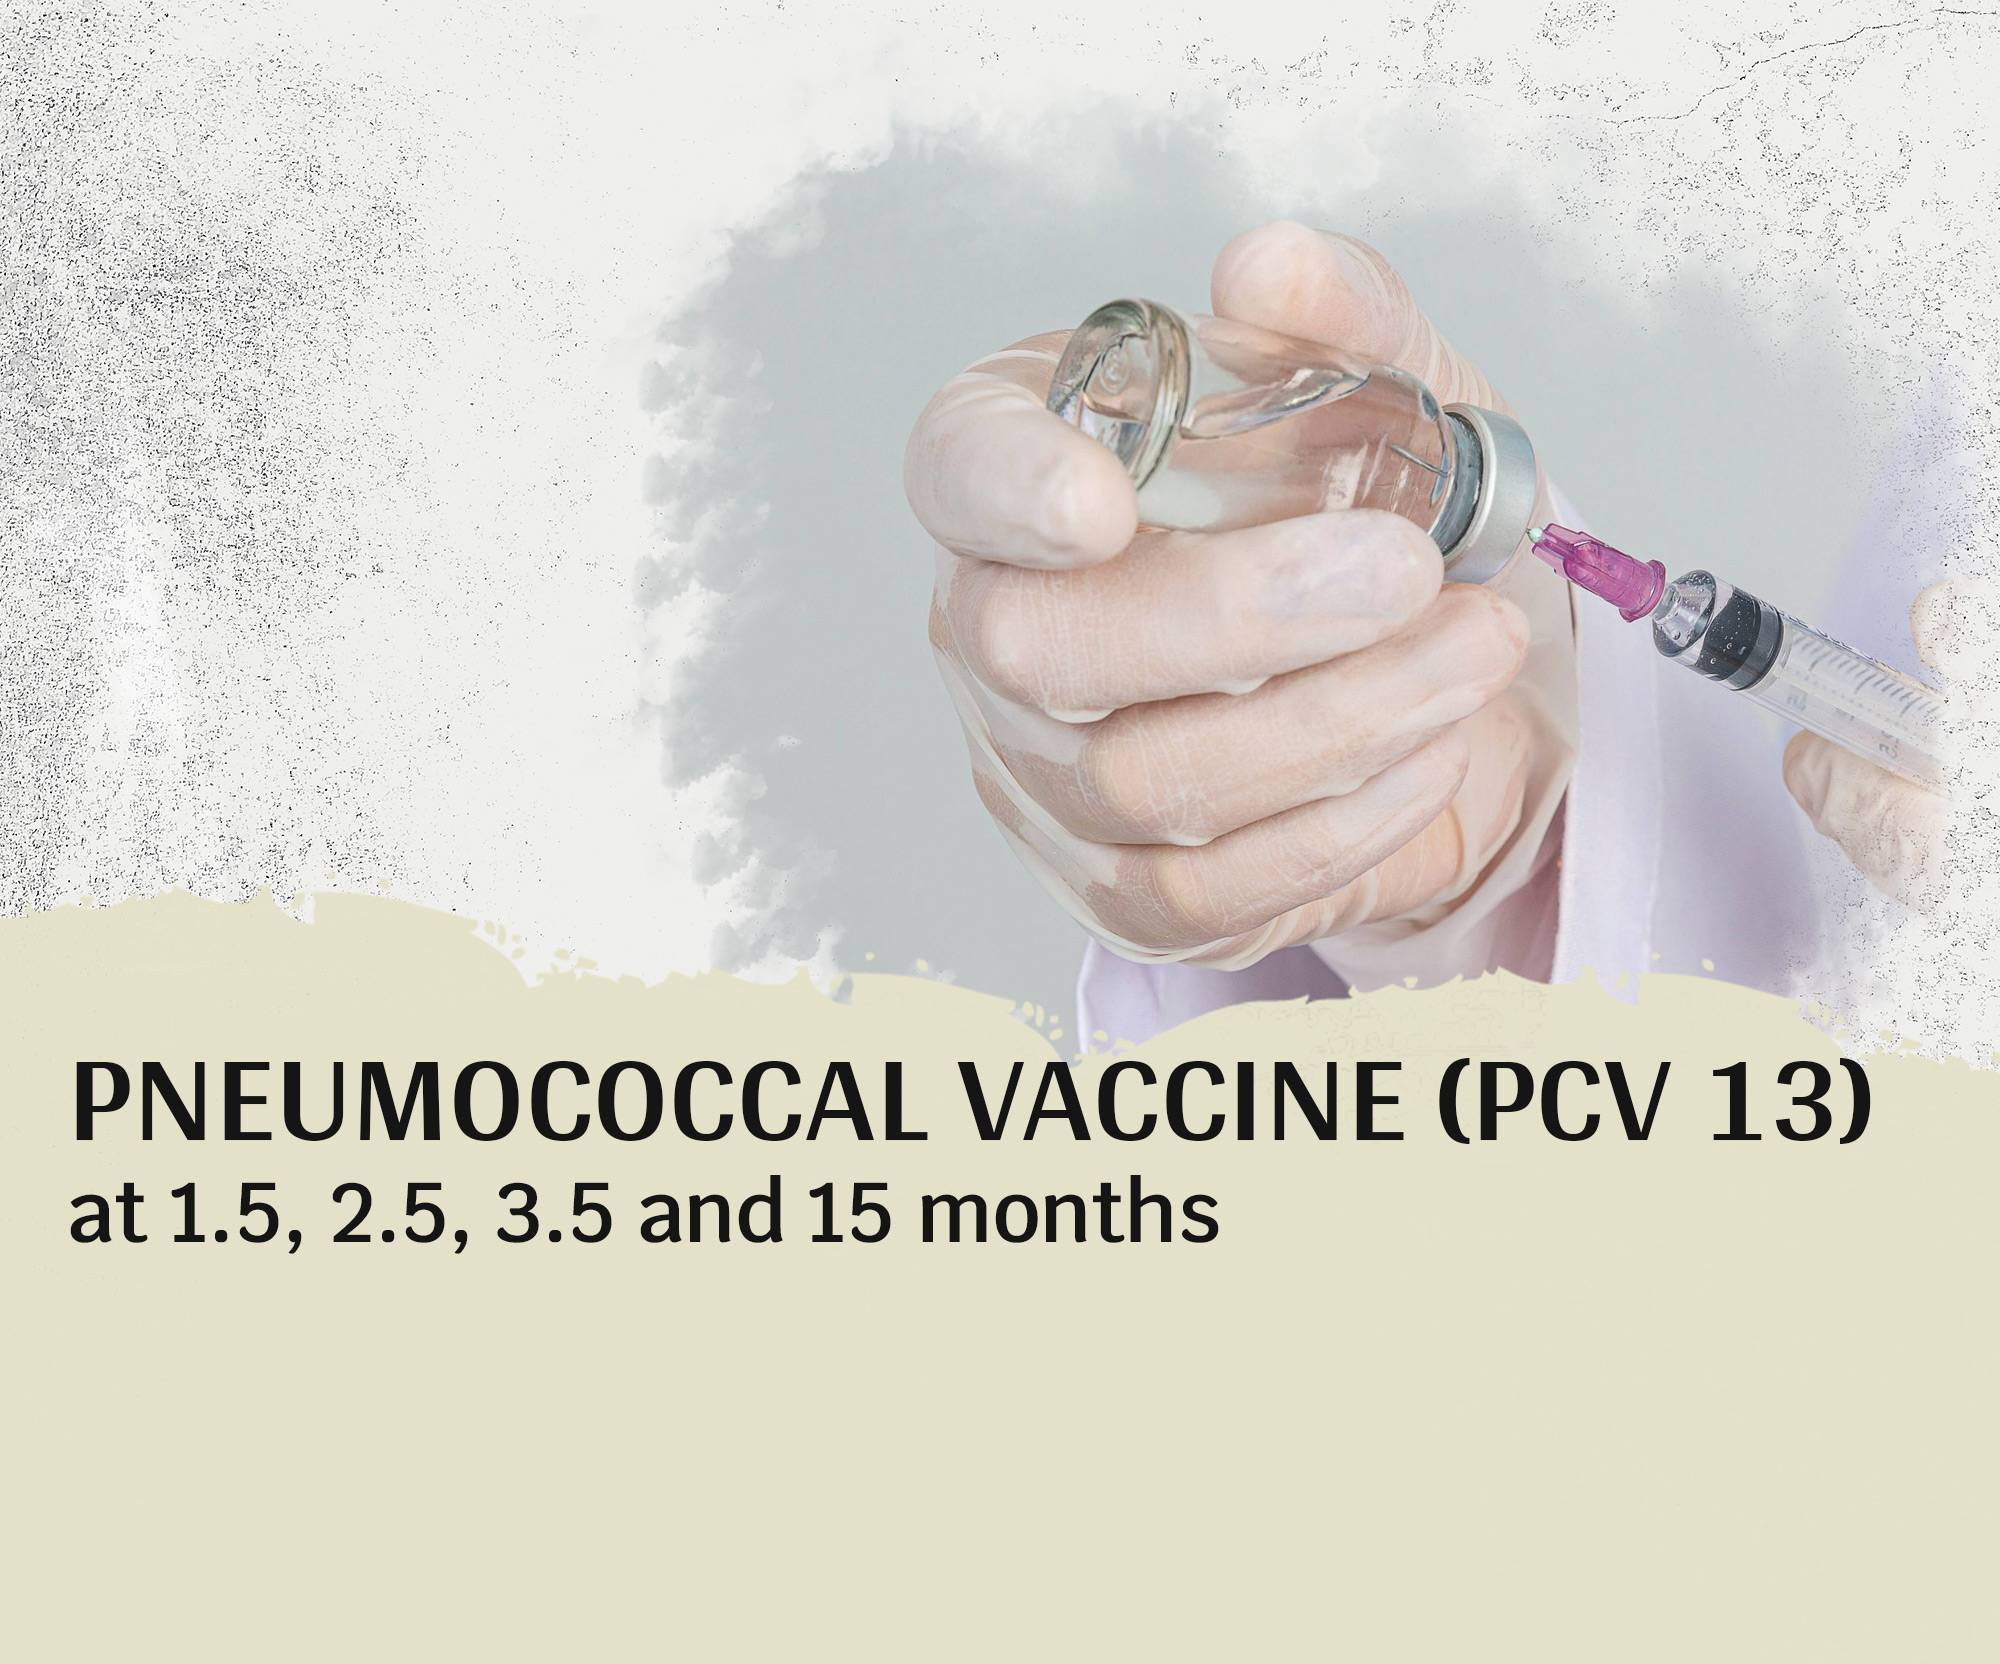 PNEUMOCOCCAL VACCINE (PCV 13)
at 1.5, 2.5, 3.5 and 15 months